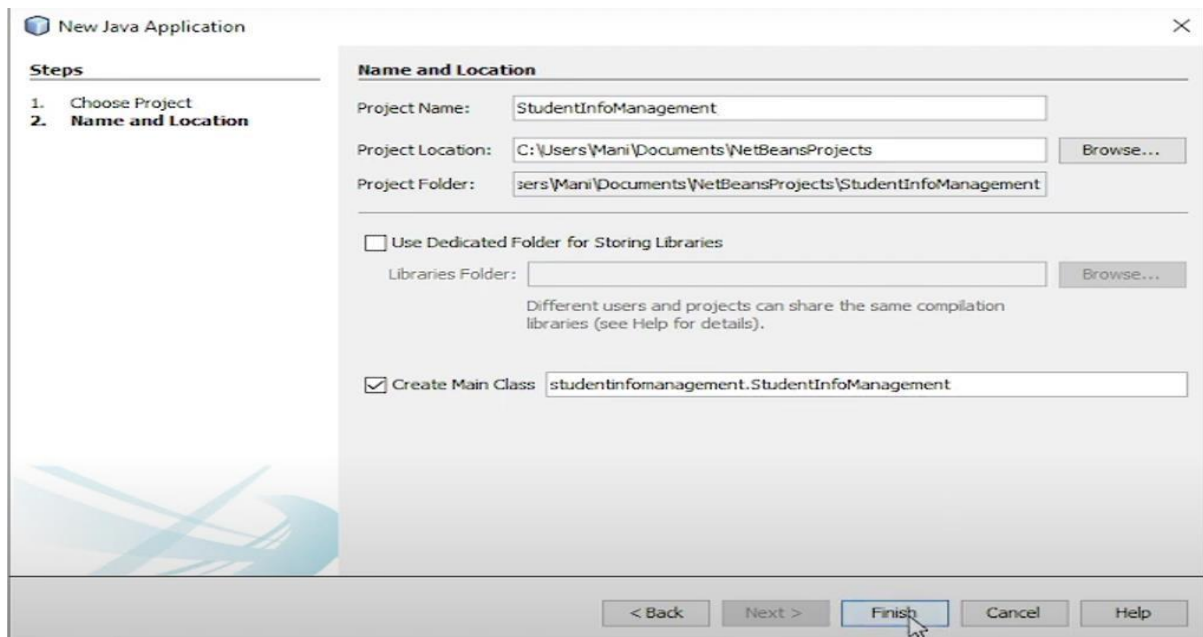 New Java Application
Steps
1. Choose Project
2. Name and Location
Name and Location
Project Name: StudentInfoManagement
Project Location: C:\Users\Mani\Documents\NetBeansProjects Browse...
Project Folder: sers\Mani\Documents\NetBeansProjects\StudentInfoManagement
Use Dedicated Folder for Storing Libraries
Libraries Folder: Browse...
Different users and projects can share the same compilation
libraries (see Help for details).
Create Main Class studentinfomanagement.StudentInfoManagement
< Back Next > Finish Cancel Help